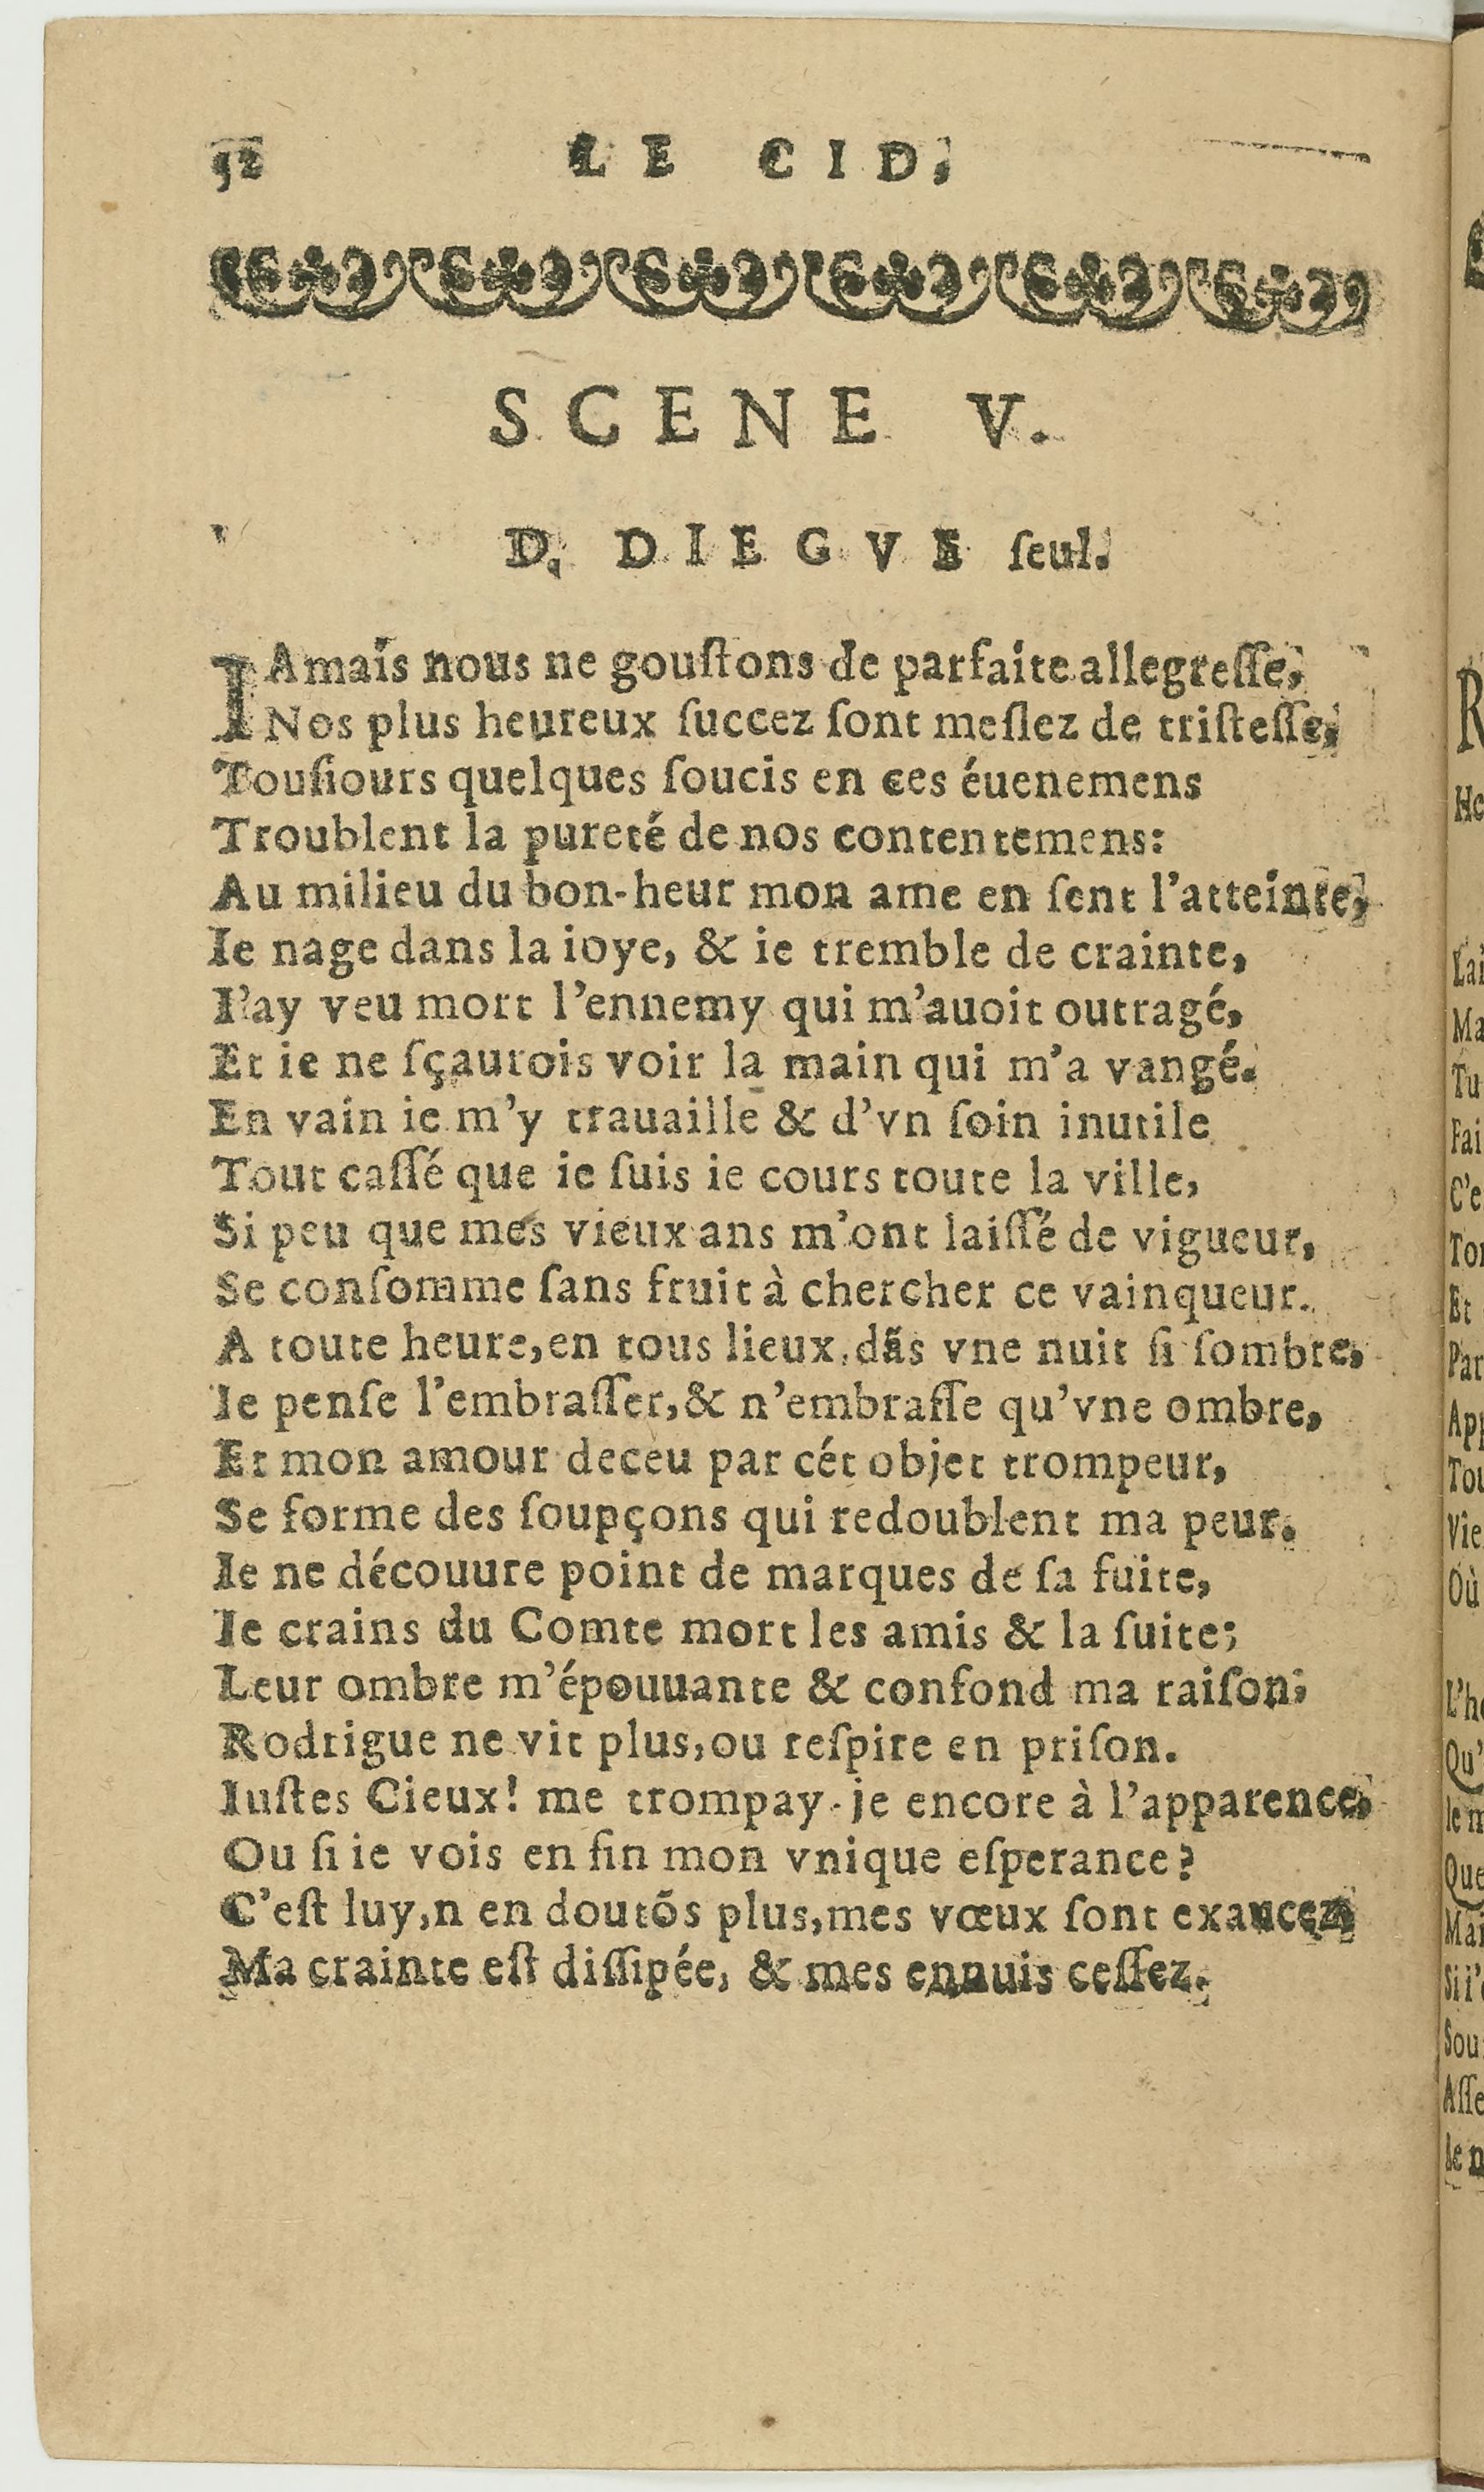 52 LE CID,
SCENE V.
D. DIEGVE ſeul.
IAmais nous ne gouſtons de parfaite allegreſſe,
Nos plus heureux ſuccez ſont meſlez de triſteſſe,
Touſiours quelques ſoucis en ces éuenemens
Troublent la pureté de nos contentemens:
Au milieu du bon-heur mon ame en ſent l'atteinte,
Ie nage dans la ioye, & ie tremble de crainte,
I'ay veu mort l'ennemy qui m'auoit outragé,
Et ie ne ſçaurois voir la main qui m'a vangé.
En vain ie m'y trauaille & d'vn ſoin inutile
Tout caſſé que ie ſuis ie cours toute la ville,
Si peu que mes vieux ans m'ont laiſſé de vigueur,
Se conſomme ſans fruit à chercher ce vainqueur.
A toute heure, en tous lieux, dãs vne nuit ſi ſombre,
Ie penſe l'embraſſer, & n'embraſſe qu'vne ombre,
Et mon amour deceu par cét objet trompeur,
Se forme des ſoupçons qui redoublent ma peur.
Ie ne découure point de marques de ſa fuite,
Ie crains du Comte mort les amis & la ſuite;
Leur ombre m'épouuante & confond ma raiſon;
Rodrigue ne vit plus, ou reſpire en priſon.
Iuſtes Cieux! me trompay-je encore à l'apparence,
Ou ſi ie vois en fin mon vnique eſperance?
C'eſt luy, n en doutõs plus, mes vœux ſont exaucez,
Ma crainte eſt diſſipée, & mes ennuis ceſſez.